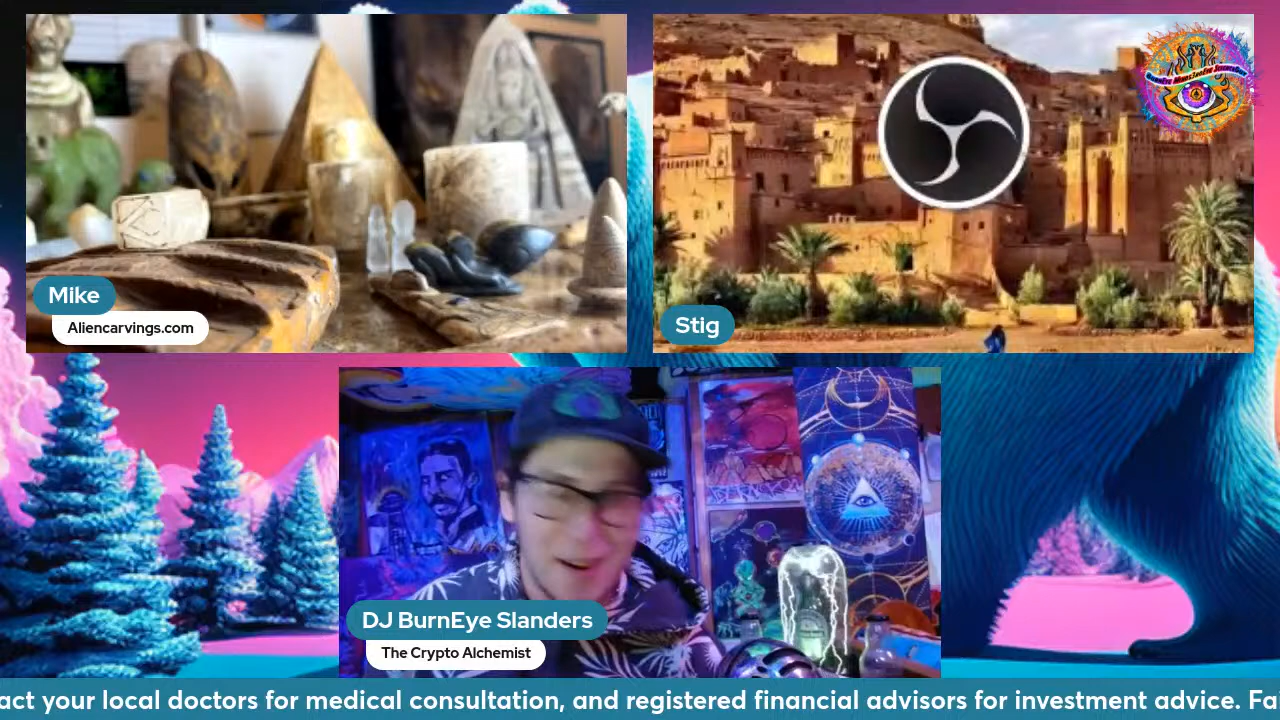 Mike
Aliencarvings.com
Stig
DJ BurnEye Slanders
The Crypto Alchemist
act your local doctors for medical consultation, and registered financial advisors for investment advice. Fa